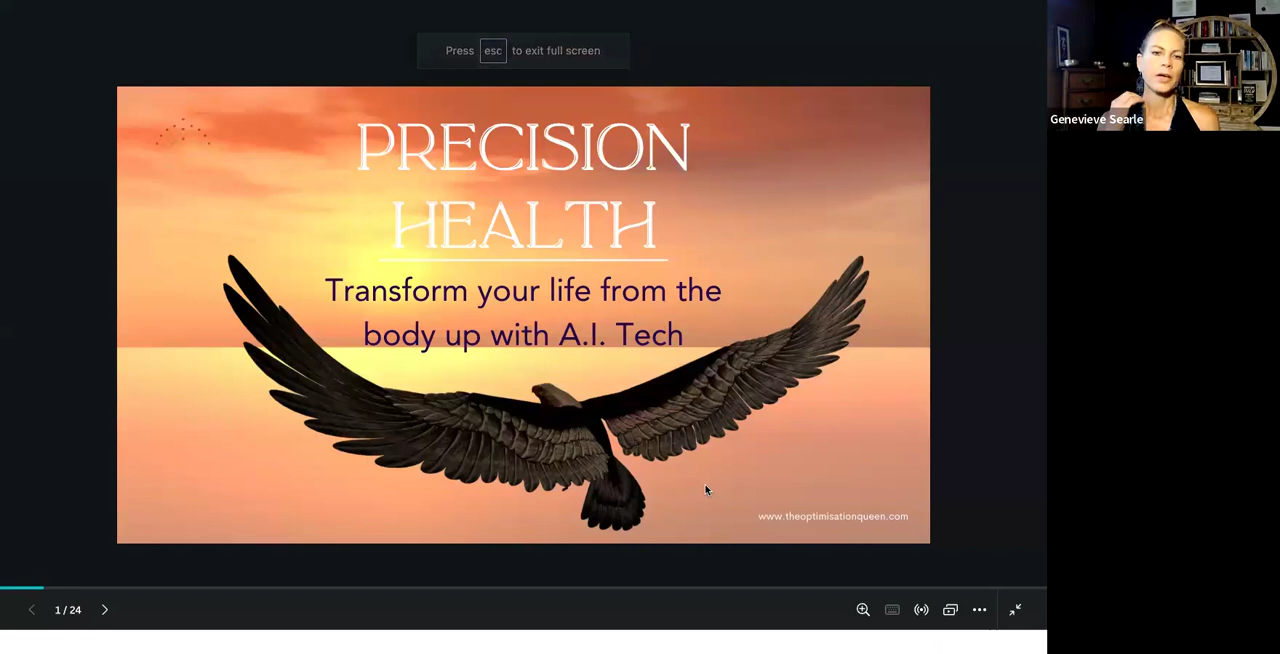 Press esc to exit full screen
Genevieve Searle
PRECISION
HEALTH
Transform your life from the
body up with A.I. Tech
www.theoptimisationqueen.com
1 / 24